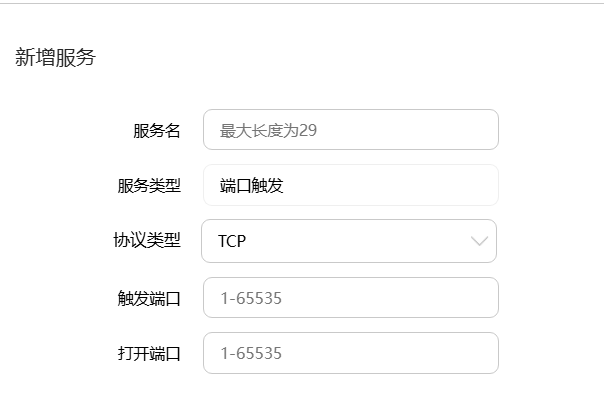 新增服务
服务名 最大长度为29
服务类型 端口触发
协议类型 TCP
触发端口 1-65535
打开端口 1-65535